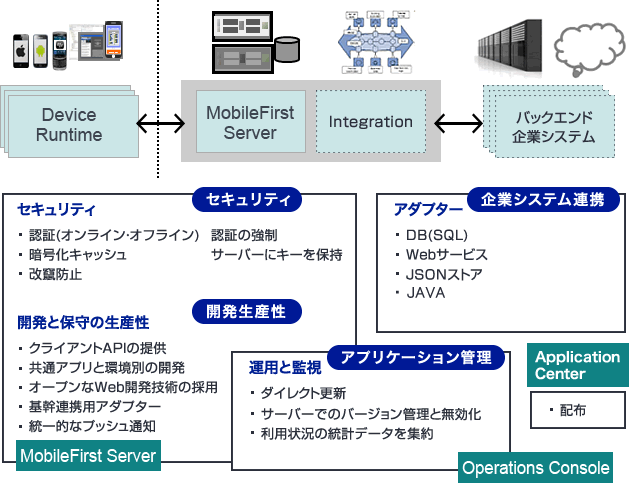 Device
Runtime
MobileFirst
Server
Integration
バックエンド
企業システム
セキュリティ
セキュリティ
・ 認証(オンライン・オフライン) 認証の強制
・ 暗号化キャッシュ サーバーにキーを保持
・ 改竄防止
開発生産性
開発と保守の生産性
・ クライアントAPIの提供
・ 共通アプリと環境別の開発
・ オープンなWeb開発技術の採用
・ 基幹連携用アダプター
・ 統一的なプッシュ通知
MobileFirst Server
企業システム連携
アダプター
・ DB(SQL)
・ Webサービス
・ JSONストア
・ JAVA
アプリケーション管理
運用と監視
・ ダイレクト更新
・ サーバーでのバージョン管理と無効化
・ 利用状況の統計データを集約
Operations Console
Application
Center
・ 配布